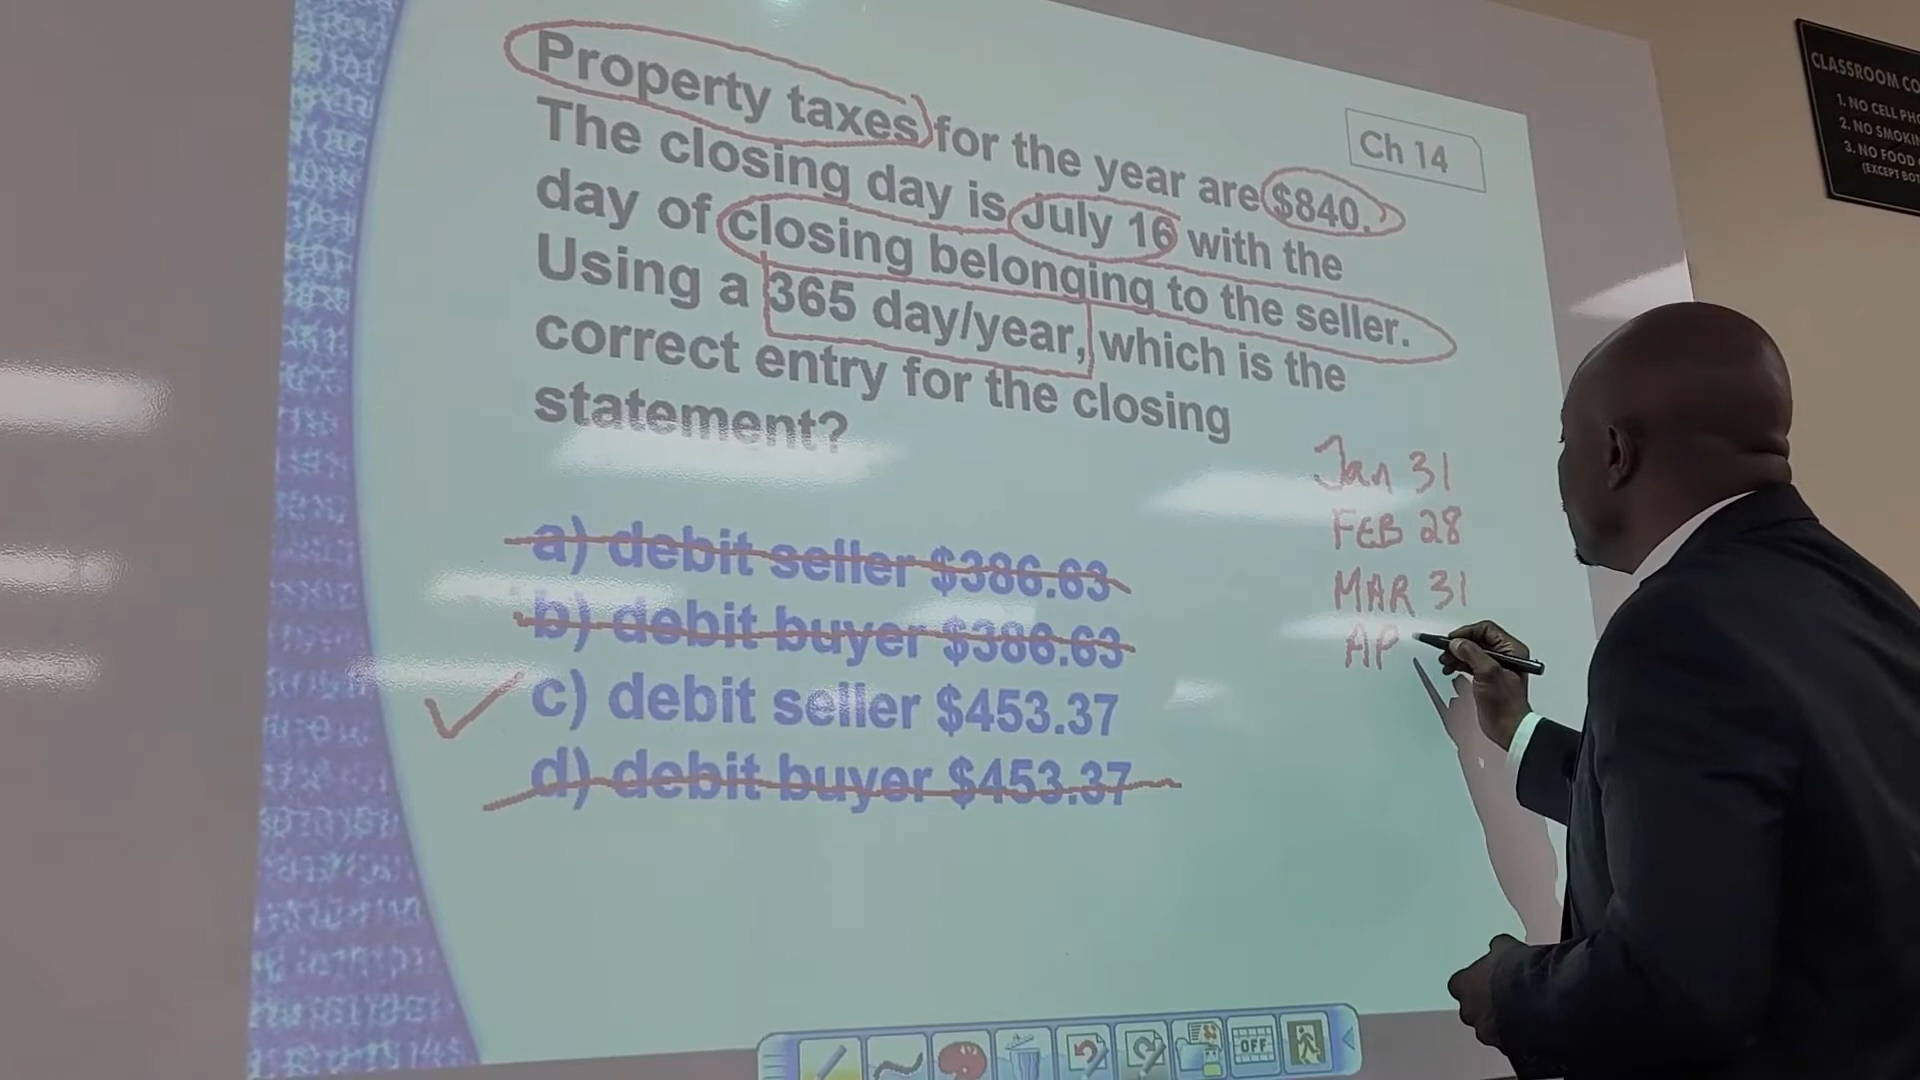 Property taxes for the year are $840.
The closing day is July 16 with the
day of closing belonging to the seller.
Using a 365 day/year, which is the
correct entry for the closing
statement?
Ch 14
a) debit seller $386.63
b) debit buyer $386.63
c) debit seller $453.37
d) debit buyer $453.37
Jan 31
FEB 28
MAR 31
AP
CLASSROOM
1. NO CELL
2. NO
3. NO FOOD
OFF